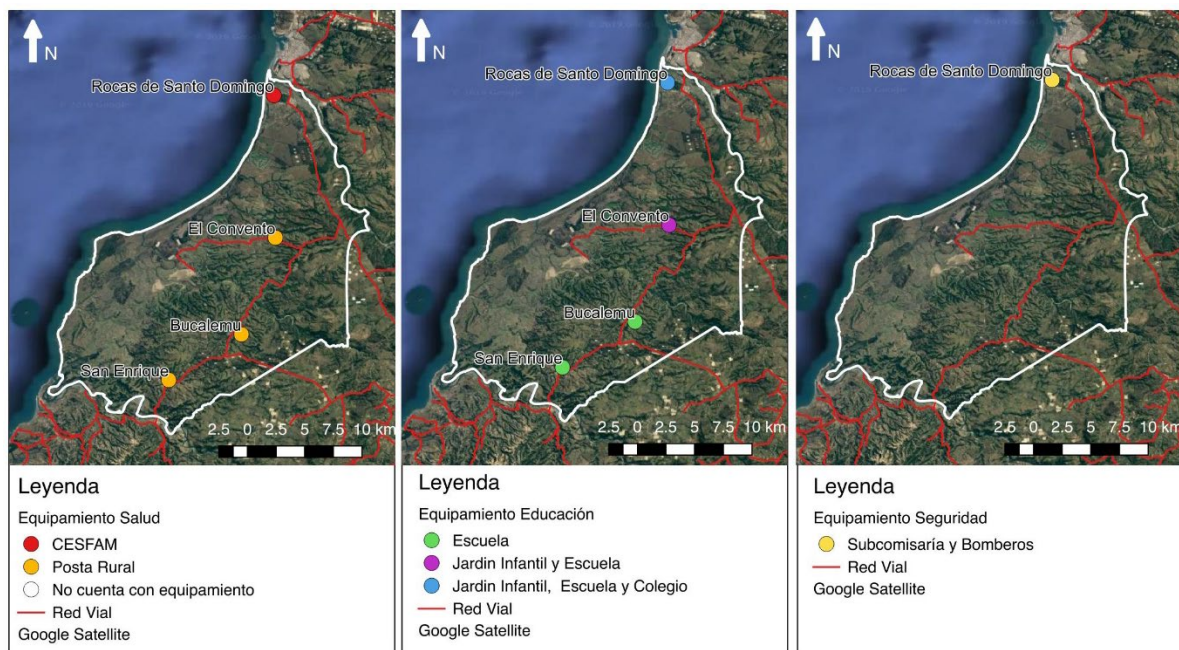 N
Rocas de Santo Domingo
El Convento
Bucalemu
San Enrique
2.5 0 2.5 5 7.5 10 km
Leyenda
Equipamiento Salud
CESFAM
Posta Rural
No cuenta con equipamiento
Red Vial
Google Satellite
N
Rocas de Santo Domingo
El Convento
Bucalemu
San Enrique
2.5 0 2.5 5 7.5 10 km
Leyenda
Equipamiento Educación
Escuela
Jardin Infantil y Escuela
Jardin Infantil, Escuela y Colegio
Red Vial
Google Satellite
N
Rocas de Santo Domingo
2.5 0 2.5 5 7.5 10 km
Leyenda
Equipamiento Seguridad
Subcomisaría y Bomberos
Red Vial
Google Satellite